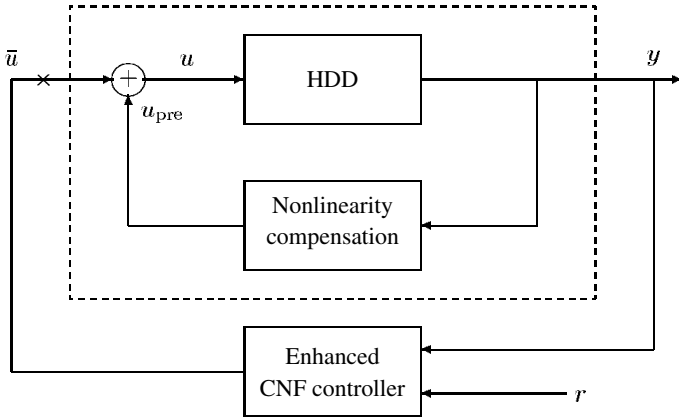 ū
u
y
+
HDD
u_pre
Nonlinearity
compensation
Enhanced
CNF controller
r